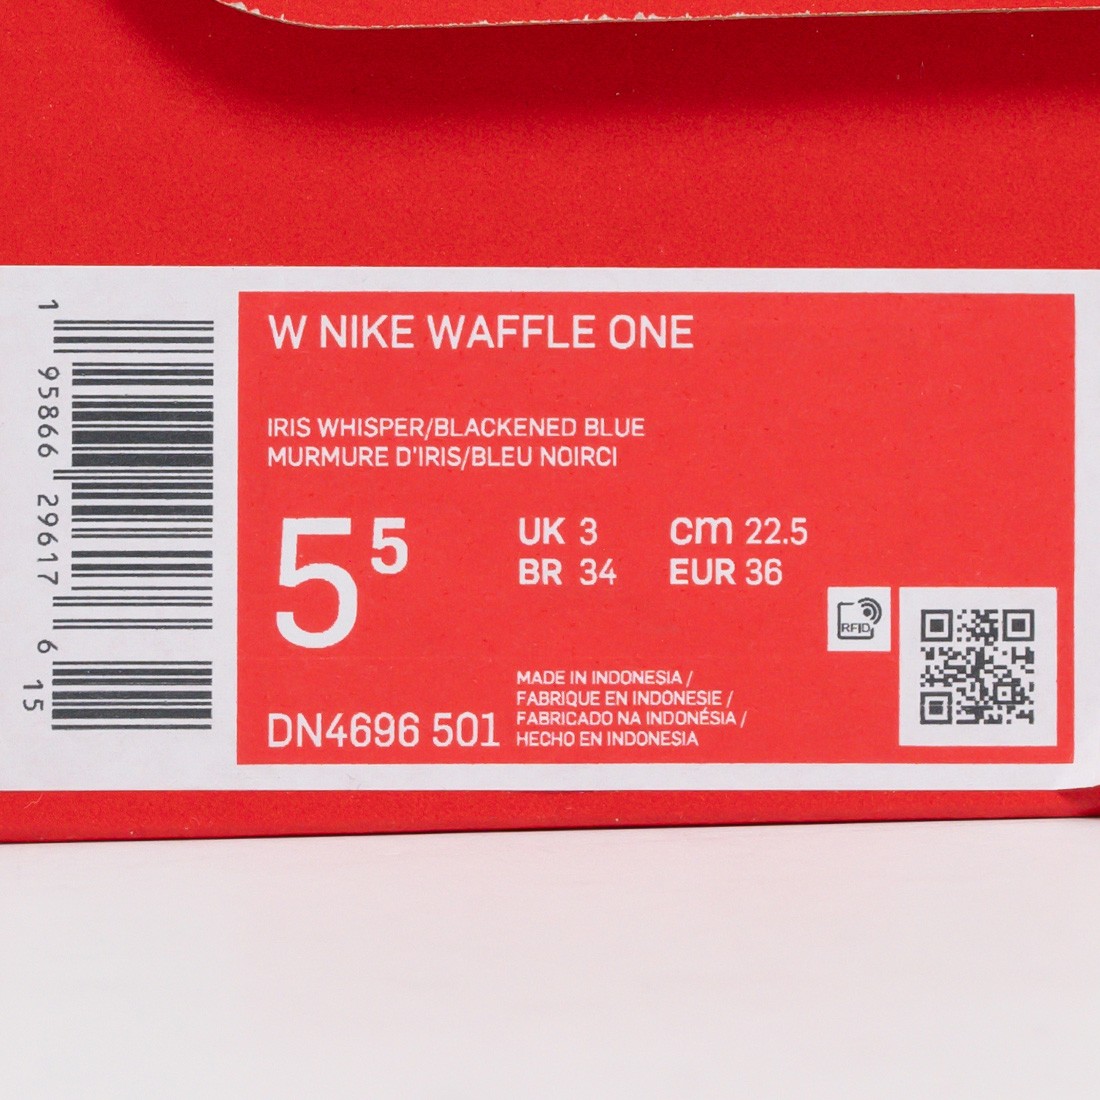 W NIKE WAFFLE ONE
IRIS WHISPER/BLACKENED BLUE
MURMURE D'IRIS/BLEU NOIRCI
5 5
UK 3
cm 22.5
BR 34
EUR 36
RFID
MADE IN INDONESIA /
FABRIQUE EN INDONESIE /
FABRICADO NA INDONÉSIA /
HECHO EN INDONESIA
DN4696 501
1 95866 29617 6 15